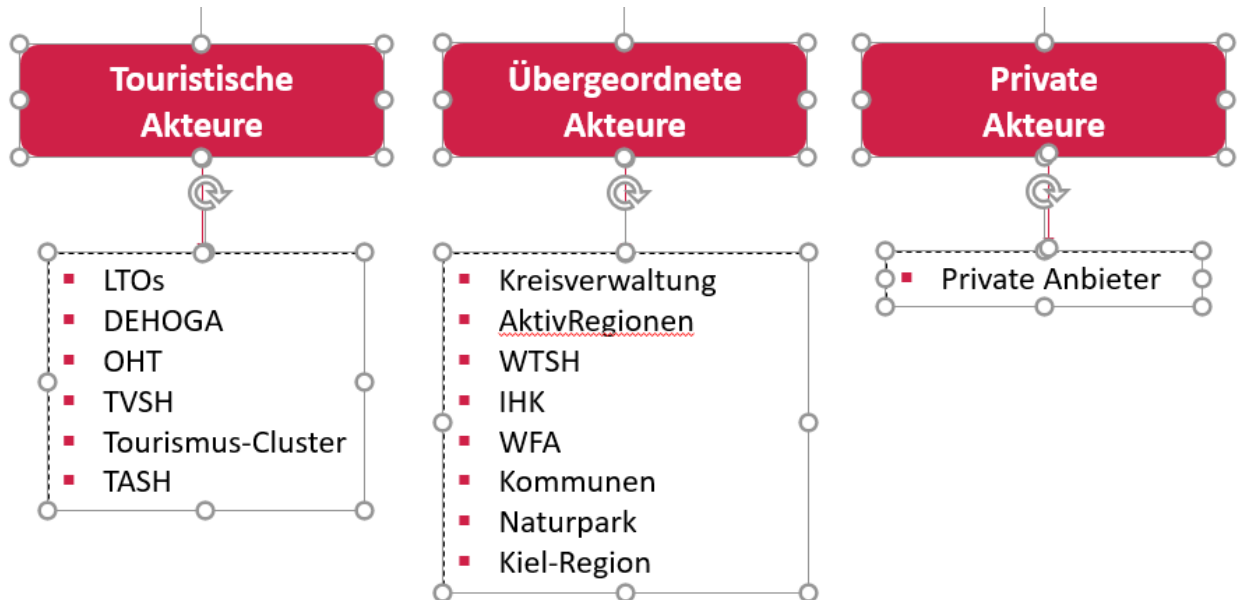 Touristische
Akteure
LTOs
DEHOGA
OHT
TVSH
Tourismus-Cluster
TASH
Übergeordnete
Akteure
Kreisverwaltung
AktivRegionen
WTSH
IHK
WFA
Kommunen
Naturpark
Kiel-Region
Private
Akteure
Private Anbieter